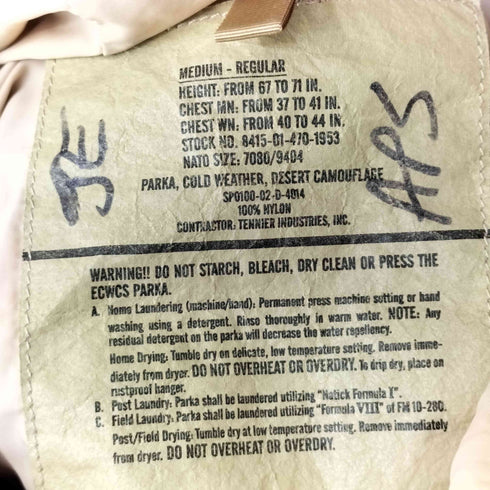 MEDIUM - REGULAR
HEIGHT: FROM 67 TO 71 IN.
CHEST MN: FROM 37 TO 41 IN.
CHEST WN: FROM 40 TO 44 IN.
STOCK NO. 8415-01-470-1953
NATO SIZE: 7080/9404
PARKA, COLD WEATHER, DESERT CAMOUFLAGE
SPO100-02-D-4014
100% NYLON
CONTRACTOR: TENNIER INDUSTRIES, INC.
JE
APS
WARNING!! DO NOT STARCH, BLEACH, DRY CLEAN OR PRESS THE
ECWCS PARKA.
A. Home Laundering (machine/hand): Permanent press machine setting or hand
washing using a detergent. Rinse thoroughly in warm water. NOTE: Any
residual detergent on the parka will decrease the water repellency.
Home Drying: Tumble dry on delicate, low temperature setting. Remove imme-
diately from dryer. DO NOT OVERHEAT OR OVERDRY. To drip dry, place on
rustproof hanger.
B. Post Laundry: Parka shall be laundered utilizing "Natick Formula I".
C. Field Laundry: Parka shall be laundered utilizing "Formula VIII" of FM 10-280.
Post/Field Drying: Tumble dry at low temperature setting. Remove immediately
from dryer. DO NOT OVERHEAT OR OVERDRY.